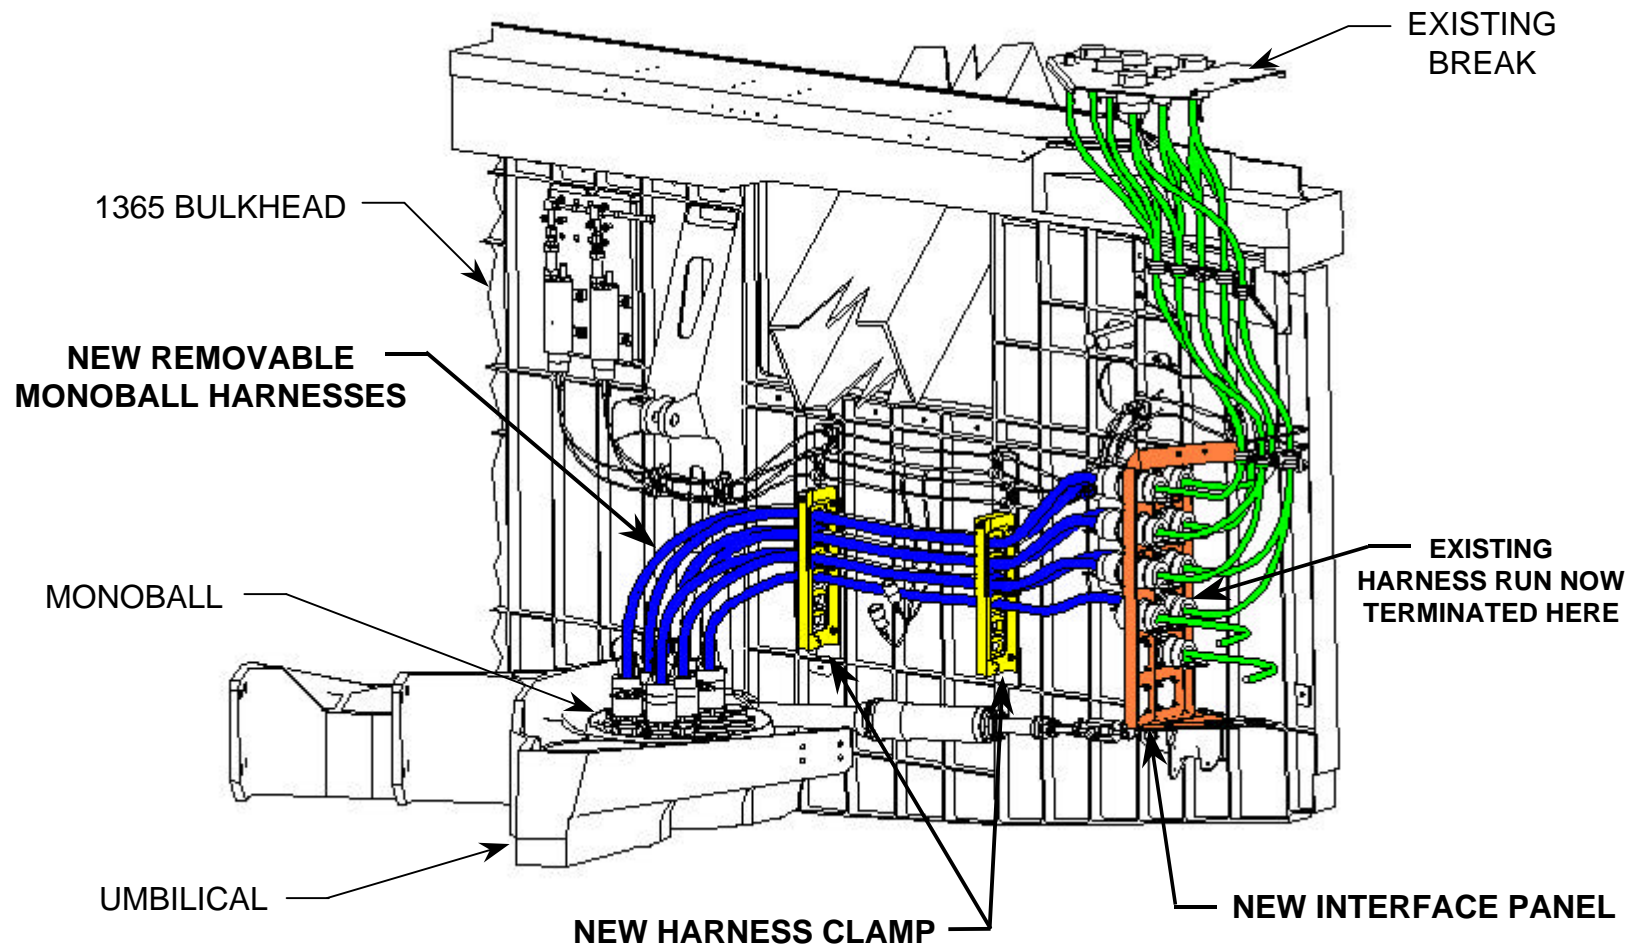 EXISTING
BREAK
1365 BULKHEAD
NEW REMOVABLE
MONOBALL HARNESSES
EXISTING
HARNESS RUN NOW
TERMINATED HERE
MONOBALL
UMBILICAL
NEW HARNESS CLAMP
NEW INTERFACE PANEL